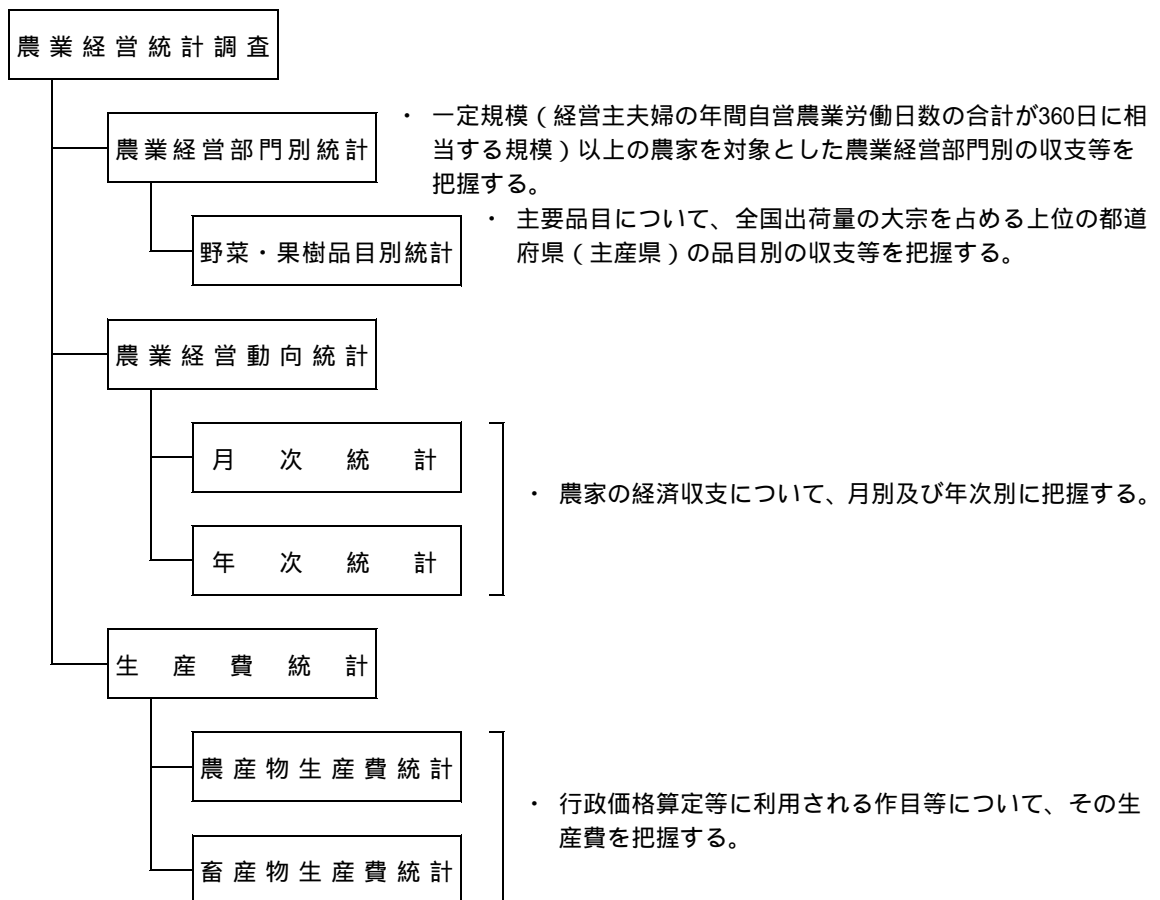 農業経営統計調査
農業経営部門別統計
・ 一定規模（経営主夫婦の年間自営農業労働日数の合計が360日に相
当する規模）以上の農家を対象とした農業経営部門別の収支等を
把握する。
野菜・果樹品目別統計
・ 主要品目について、全国出荷量の大宗を占める上位の都道
府県（主産県）の品目別の収支等を把握する。
農業経営動向統計
月次統計
年次統計
・ 農家の経済収支について、月別及び年次別に把握する。
生産費統計
農産物生産費統計
畜産物生産費統計
・ 行政価格算定等に利用される作目等について、その生
産費を把握する。